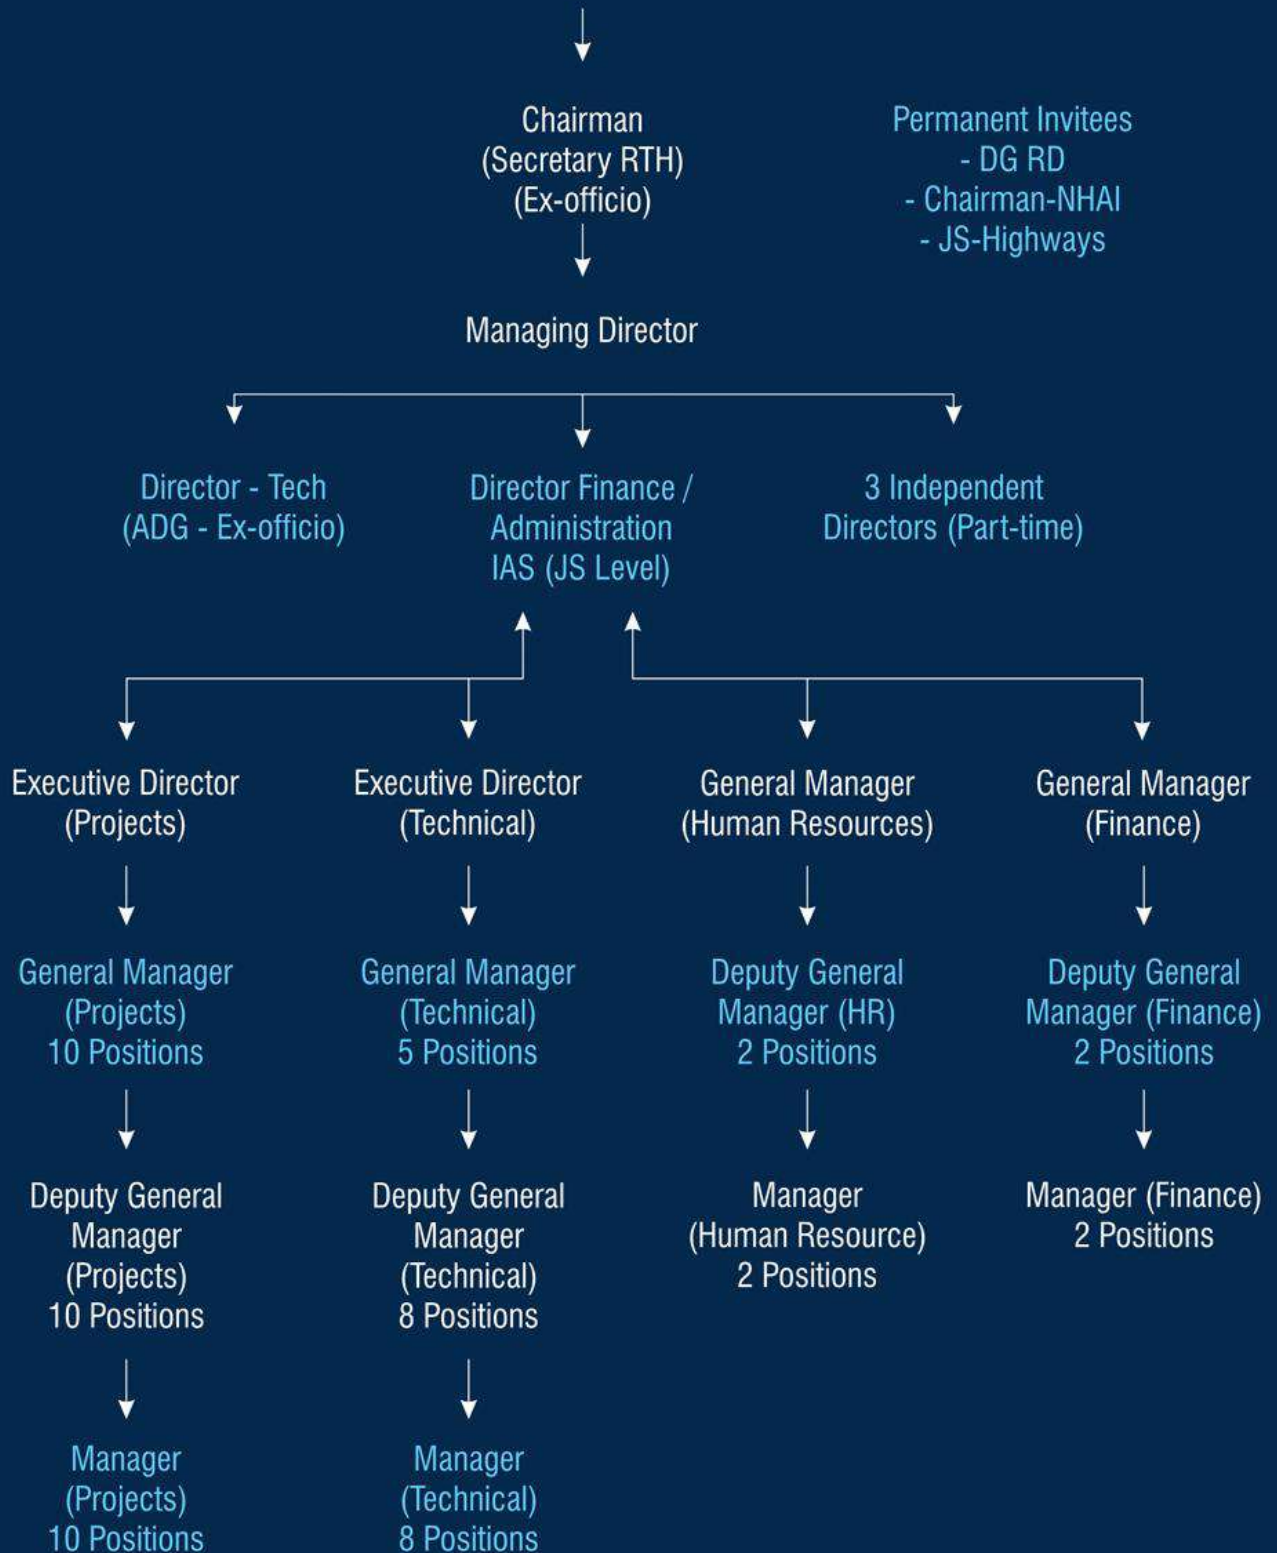 Chairman
(Secretary RTH)
(Ex-officio)
Permanent Invitees
- DG RD
- Chairman-NHAI
- JS-Highways
Managing Director
Director - Tech
(ADG - Ex-officio)
Director Finance /
Administration
IAS (JS Level)
3 Independent
Directors (Part-time)
Executive Director
(Projects)
Executive Director
(Technical)
General Manager
(Human Resources)
General Manager
(Finance)
General Manager
(Projects)
10 Positions
General Manager
(Technical)
5 Positions
Deputy General
Manager (HR)
2 Positions
Deputy General
Manager (Finance)
2 Positions
Deputy General
Manager
(Projects)
10 Positions
Deputy General
Manager
(Technical)
8 Positions
Manager
(Human Resource)
2 Positions
Manager (Finance)
2 Positions
Manager
(Projects)
10 Positions
Manager
(Technical)
8 Positions